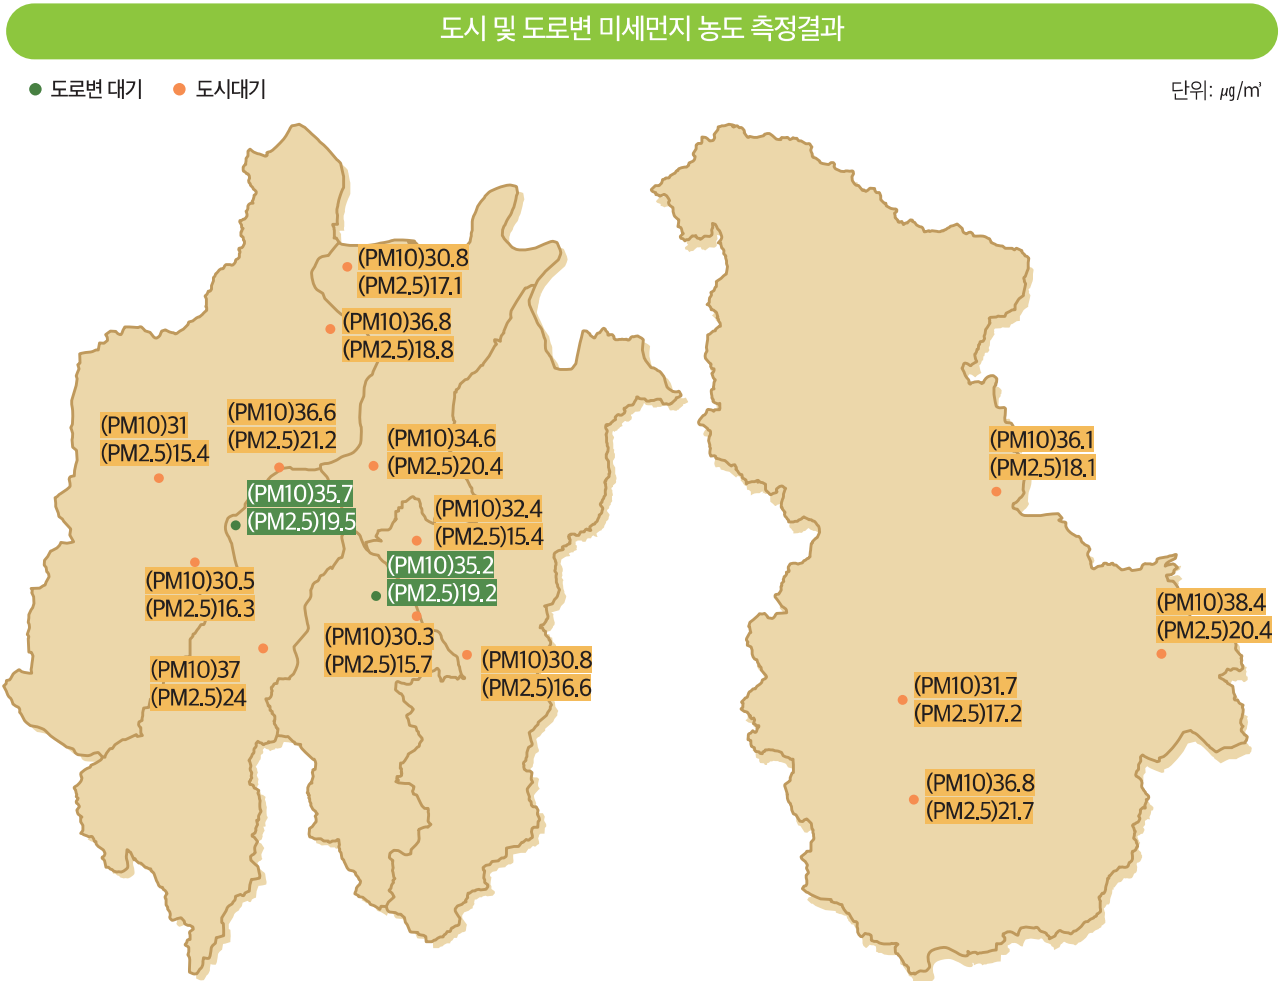 도시 및 도로변 미세먼지 농도 측정결과
도로변 대기
도시대기
단위: ㎍/㎥
(PM10)30.8
(PM2.5)17.1
(PM10)36.8
(PM2.5)18.8
(PM10)36.6
(PM2.5)21.2
(PM10)31
(PM2.5)15.4
(PM10)34.6
(PM2.5)20.4
(PM10)35.7
(PM2.5)19.5
(PM10)32.4
(PM2.5)15.4
(PM10)35.2
(PM2.5)19.2
(PM10)30.5
(PM2.5)16.3
(PM10)30.3
(PM2.5)15.7
(PM10)37
(PM2.5)24
(PM10)30.8
(PM2.5)16.6
(PM10)36.1
(PM2.5)18.1
(PM10)38.4
(PM2.5)20.4
(PM10)31.7
(PM2.5)17.2
(PM10)36.8
(PM2.5)21.7